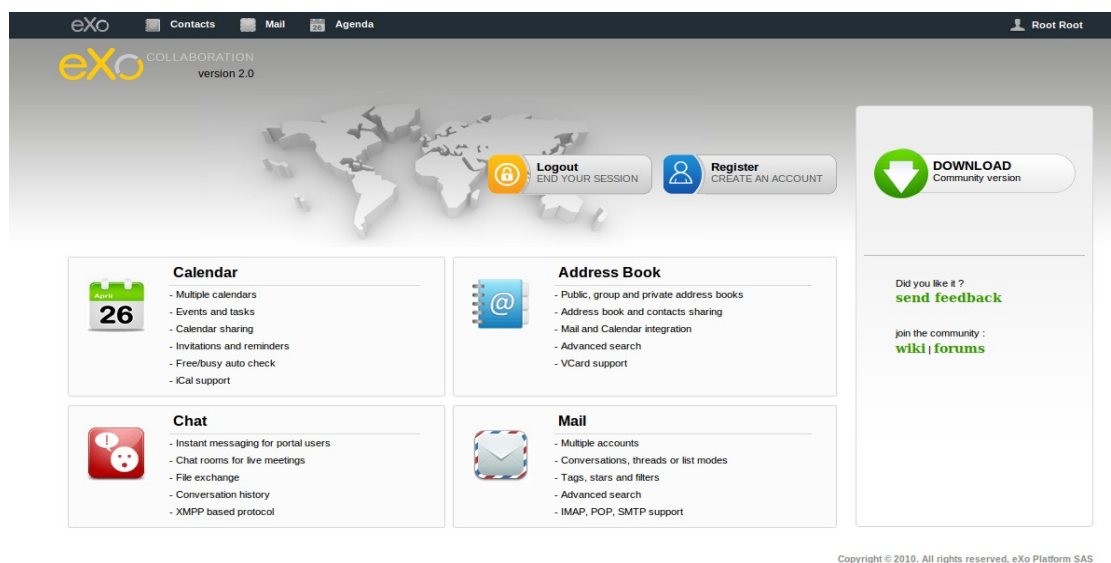 eXo Contacts Mail 26 Agenda Root Root
eXo COLLABORATION
version 2.0
Logout
END YOUR SESSION
Register
CREATE AN ACCOUNT
DOWNLOAD
Community version
Calendar
April
26
- Multiple calendars
- Events and tasks
- Calendar sharing
- Invitations and reminders
- Free/busy auto check
- iCal support
Address Book
@
- Public, group and private address books
- Address book and contacts sharing
- Mail and Calendar integration
- Advanced search
- VCard support
Did you like it ?
send feedback
join the community :
wiki | forums
Chat
!
- Instant messaging for portal users
- Chat rooms for live meetings
- File exchange
- Conversation history
- XMPP based protocol
Mail
- Multiple accounts
- Conversations, threads or list modes
- Tags, stars and filters
- Advanced search
- IMAP, POP, SMTP support
Copyright © 2010. All rights reserved, eXo Platform SAS